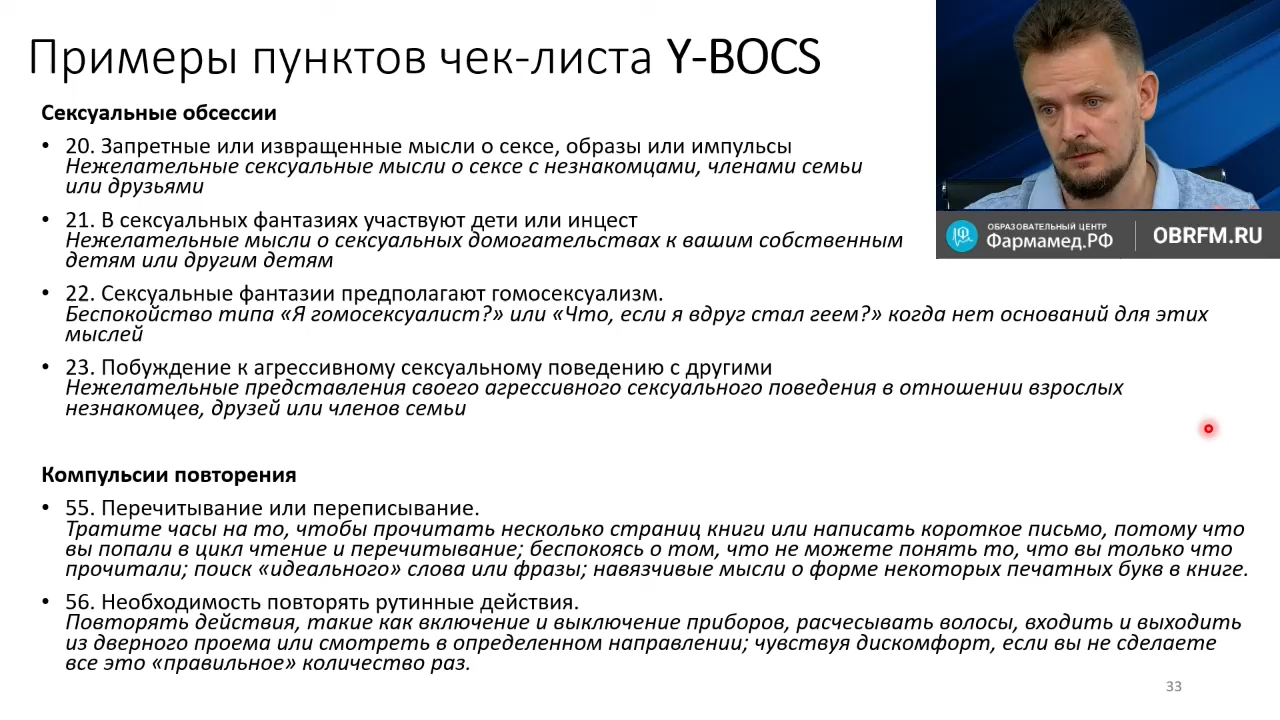 Примеры пунктов чек-листа Y-BOCS
ОБРАЗОВАТЕЛЬНЫЙ ЦЕНТР
Фармамед.РФ
OBRFM.RU
Сексуальные обсессии
• 20. Запретные или извращенные мысли о сексе, образы или импульсы
Нежелательные сексуальные мысли о сексе с незнакомцами, членами семьи
или друзьями
• 21. В сексуальных фантазиях участвуют дети или инцест
Нежелательные мысли о сексуальных домогательствах к вашим собственным
детям или другим детям
• 22. Сексуальные фантазии предполагают гомосексуализм.
Беспокойство типа «Я гомосексуалист?» или «Что, если я вдруг стал геем?» когда нет оснований для этих
мыслей
• 23. Побуждение к агрессивному сексуальному поведению с другими
Нежелательные представления своего агрессивного сексуального поведения в отношении взрослых
незнакомцев, друзей или членов семьи
Компульсии повторения
• 55. Перечитывание или переписывание.
Тратите часы на то, чтобы прочитать несколько страниц книги или написать короткое письмо, потому что
вы попали в цикл чтение и перечитывание; беспокоясь о том, что не можете понять то, что вы только что
прочитали; поиск «идеального» слова или фразы; навязчивые мысли о форме некоторых печатных букв в книге.
• 56. Необходимость повторять рутинные действия.
Повторять действия, такие как включение и выключение приборов, расчесывать волосы, входить и выходить
из дверного проема или смотреть в определенном направлении; чувствуя дискомфорт, если вы не сделаете
все это «правильное» количество раз.
33